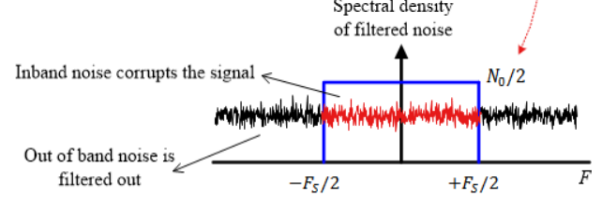 Spectral density
of filtered noise
Inband noise corrupts the signal
N₀/2
Out of band noise is
filtered out
−F_S/2
+F_S/2
F